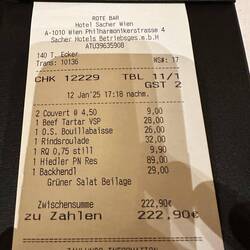 ROTE BAR
Hotel Sacher Wien
A-1010 Wien Philharmonikerstrasse 4
Sacher Hotels Betriebsges.m.b.H
ATU39635908
140 T. Ecker
Trans: 10136 WS#: 17
CHK 12229 TBL 11/1
GST 2
12 Jan'25 17:18 nachm.
2 Couvert @ 4,50 9,00
1 Beef Tartar VSP 28,00
1 O.S. Bouillabaisse 26,00
1 Rindsroulade 32,00
1 RQ 0,75 still 9,90
1 Hiedler PN Res 89,00
1 Backhendl 29,00
Grüner Salat Beilage
Zwischensumme 222,90€
zu Zahlen 222,90€